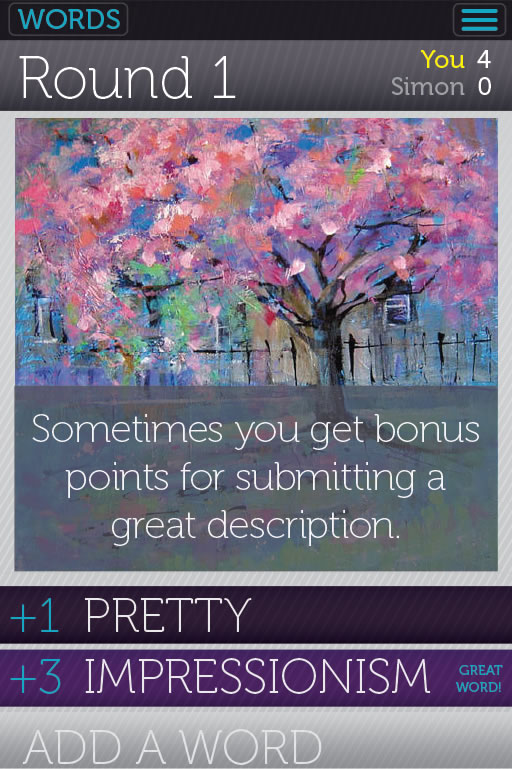 WORDS
Round 1
You 4
Simon 0
Sometimes you get bonus
points for submitting a
great description.
+1 PRETTY
+3 IMPRESSIONISM
GREAT
WORD!
ADD A WORD